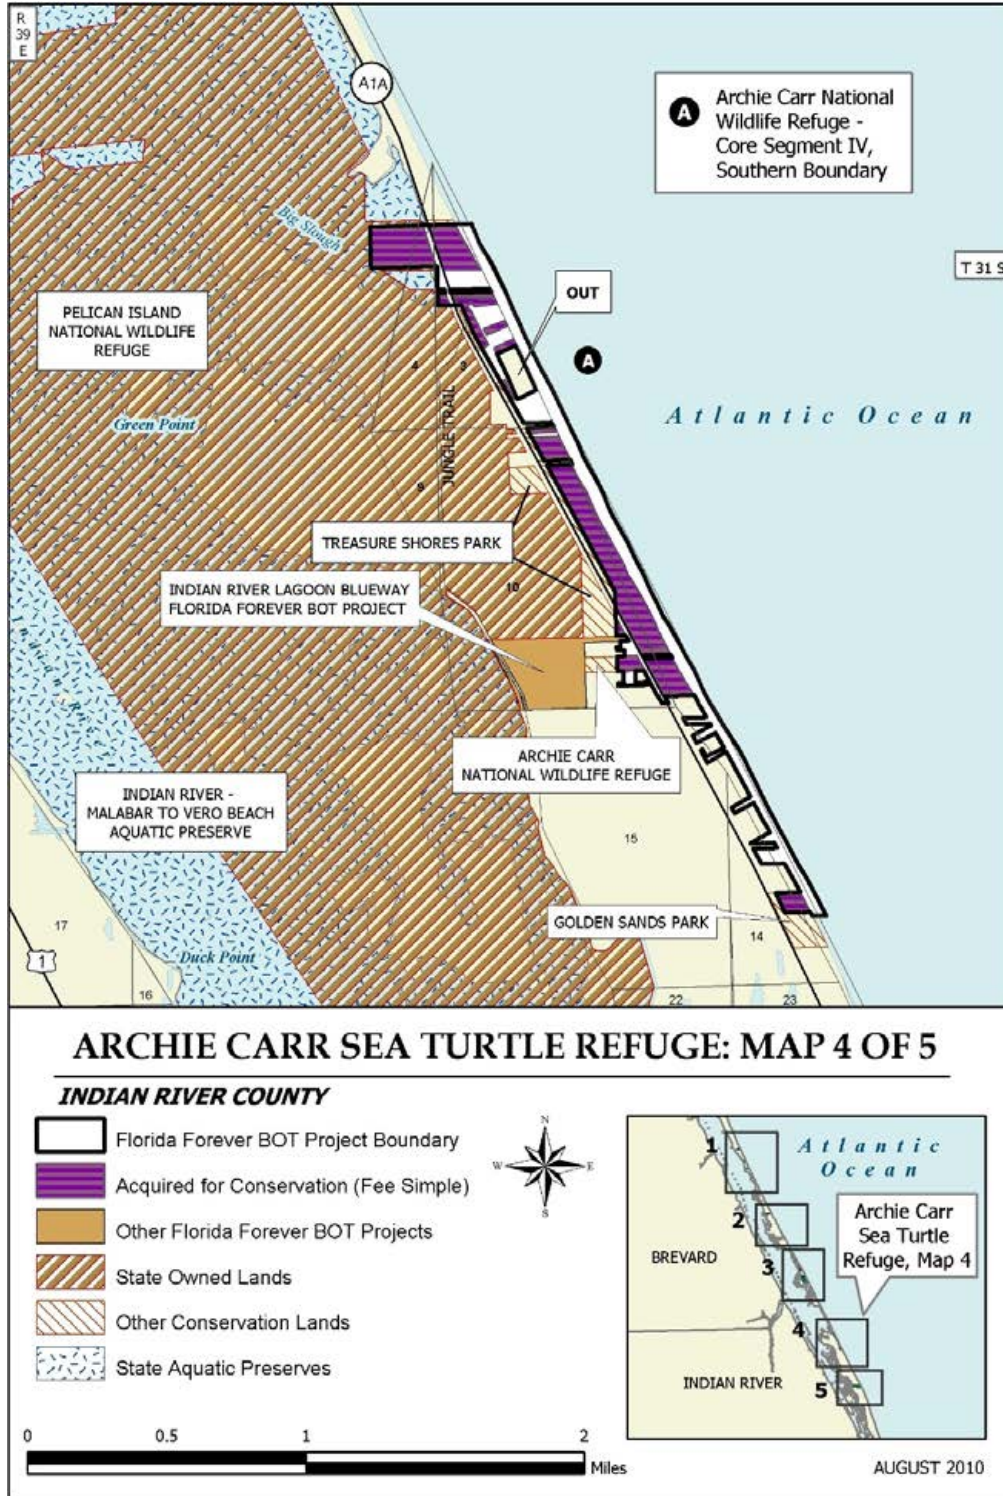 R
39
E
A1A
A
Archie Carr National
Wildlife Refuge -
Core Segment IV,
Southern Boundary
T 31 S
Big Slough
OUT
PELICAN ISLAND
NATIONAL WILDLIFE
REFUGE
A
4
3
Atlantic Ocean
Green Point
JUNGLE TRAIL
9
TREASURE SHORES PARK
INDIAN RIVER LAGOON BLUEWAY
FLORIDA FOREVER BOT PROJECT
10
Indian River
ARCHIE CARR
NATIONAL WILDLIFE REFUGE
INDIAN RIVER -
MALABAR TO VERO BEACH
AQUATIC PRESERVE
15
GOLDEN SANDS PARK
17
14
1
Duck Point
16
22
23
ARCHIE CARR SEA TURTLE REFUGE: MAP 4 OF 5
INDIAN RIVER COUNTY
Florida Forever BOT Project Boundary
Acquired for Conservation (Fee Simple)
Other Florida Forever BOT Projects
State Owned Lands
Other Conservation Lands
State Aquatic Preserves
N
W
E
S
1
Atlantic
Ocean
2
Archie Carr
Sea Turtle
Refuge, Map 4
BREVARD
3
4
INDIAN RIVER
5
0
0.5
1
2
Miles
AUGUST 2010